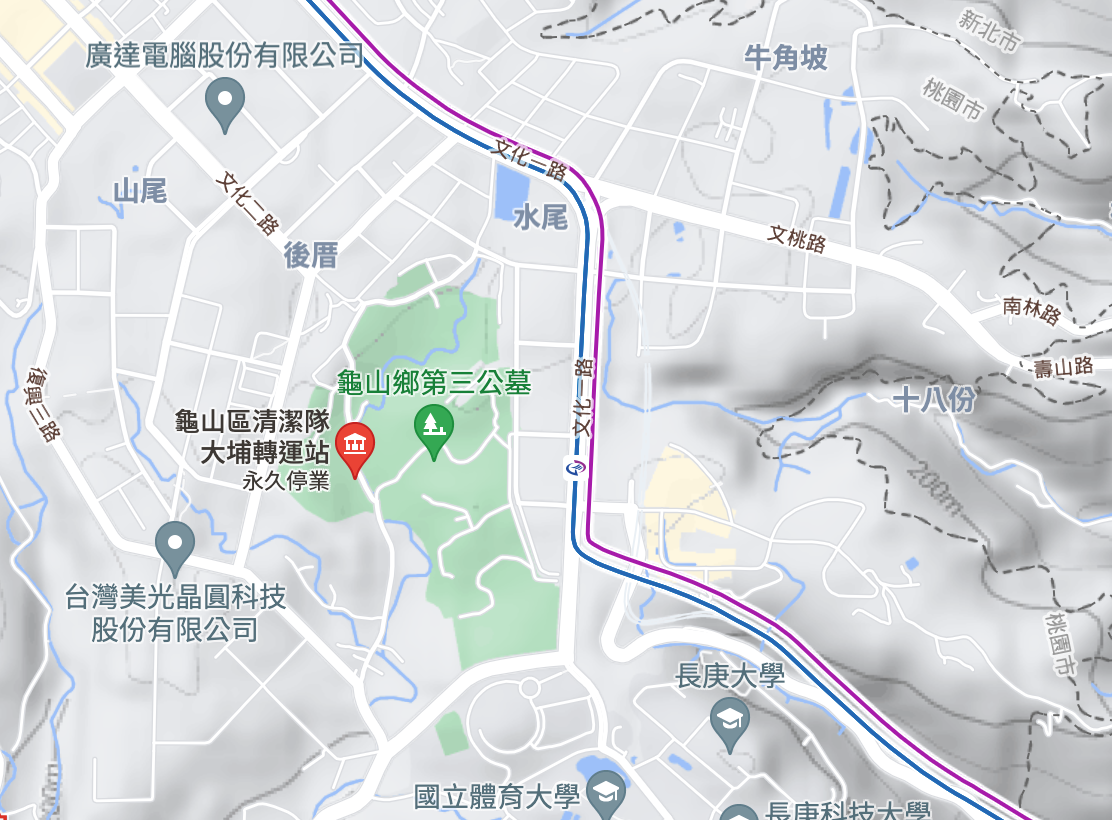 新北市
廣達電腦股份有限公司
牛角坡
桃園市
文化一路
山尾
文化二路
水尾
文桃路
後厝
南林路
文化一路
壽山路
復興三路
龜山鄉第三公墓
十八份
龜山區清潔隊
大埔轉運站
永久停業
200m
台灣美光晶圓科技
股份有限公司
桃園市
長庚大學
國立體育大學
長庚科技大學